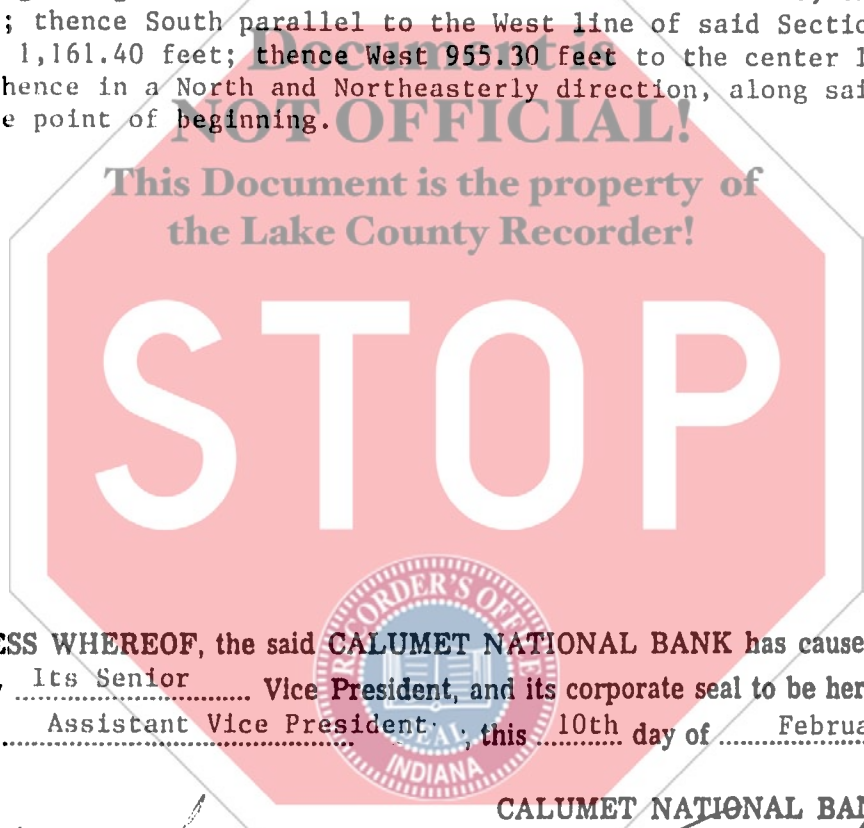 ; thence South parallel to the West line of said Sectio
1,161.40 feet; thence West 955.30 feet to the center
hence in a North and Northeasterly direction, along sai
e point of beginning.
Document is
NOT OFFICIAL!
This Document is the property of
the Lake County Recorder!
STOP
RECORDER'S OFFICE
SEAL
INDIANA
ESS WHEREOF, the said CALUMET NATIONAL BANK has cause
Its Senior Vice President, and its corporate seal to be her
Assistant Vice President, this 10th day of Februa
CALUMET NATIONAL BAN